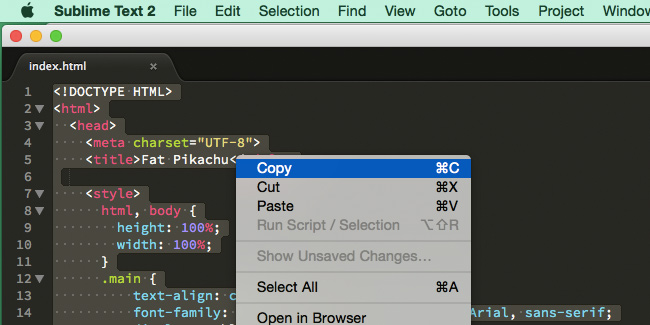 Sublime Text 2 File Edit Selection Find View Goto Tools Project Window
index.html ×
1 <!DOCTYPE HTML>
2 <html>
3 <head>
4 <meta charset="UTF-8">
5 <title>Fat Pikachu<
6
7 <style>
8 html, body {
9 height: 100%;
10 width: 100%;
11 }
12 .main {
13 text-align: c
14 font-family: Arial, sans-serif;
Copy ⌘C
Cut ⌘X
Paste ⌘V
Run Script / Selection ⌥⇧R
Show Unsaved Changes…
Select All ⌘A
Open in Browser